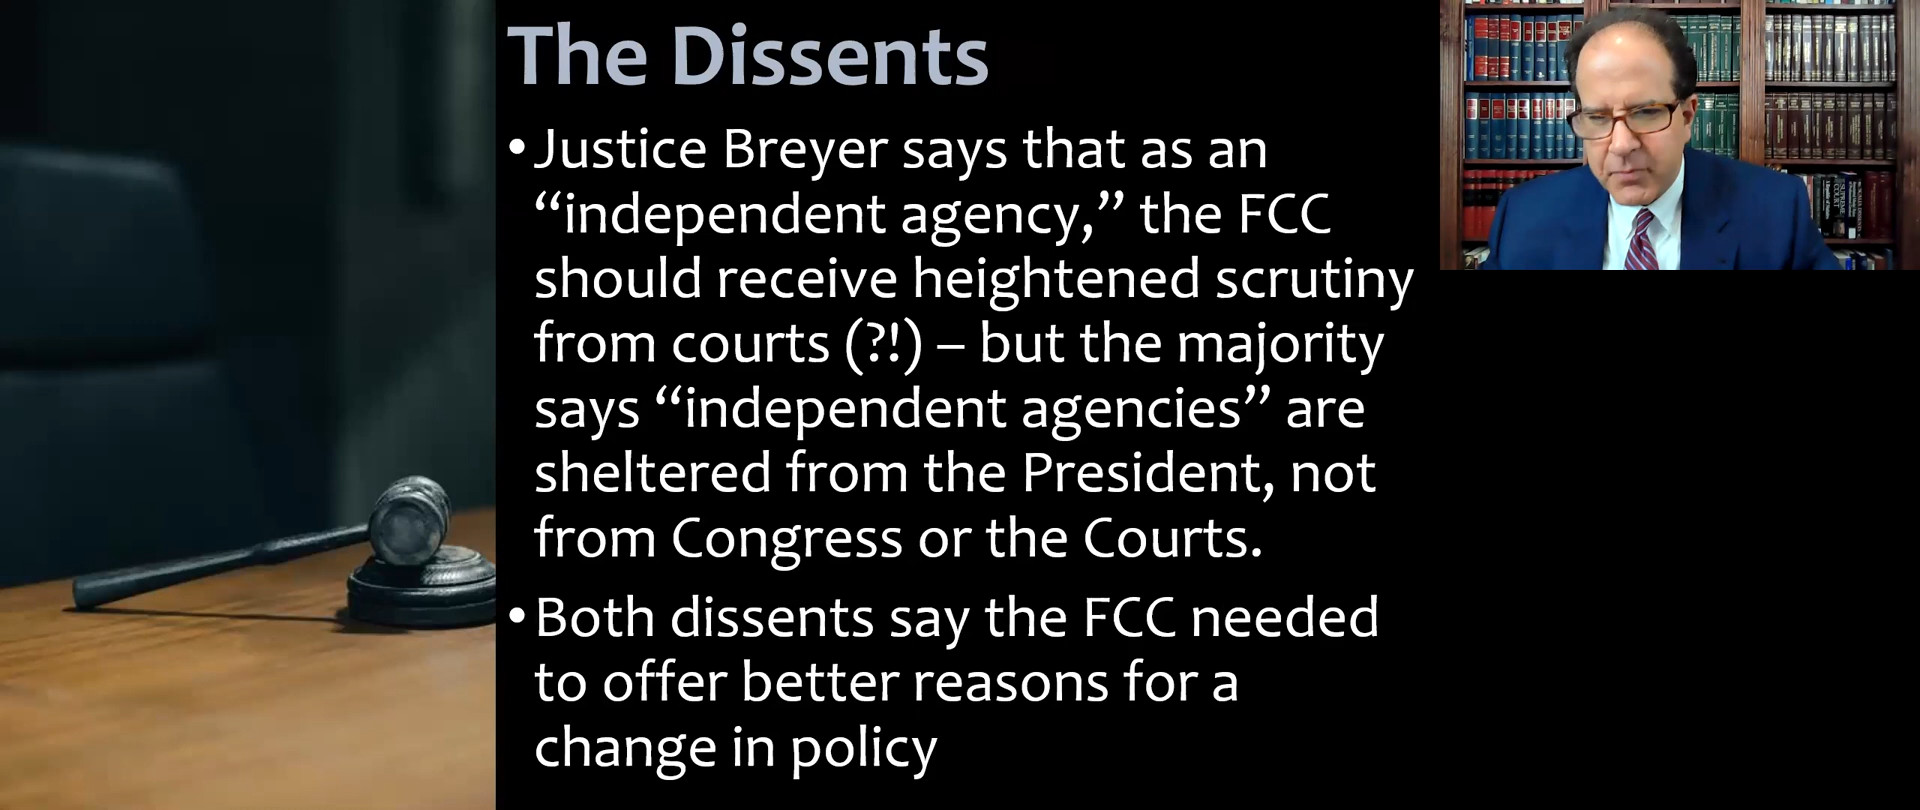 The Dissents
•Justice Breyer says that as an
“independent agency,” the FCC
should receive heightened scrutiny
from courts (?!) – but the majority
says “independent agencies” are
sheltered from the President, not
from Congress or the Courts.
•Both dissents say the FCC needed
to offer better reasons for a
change in policy
SUPREME
COURT